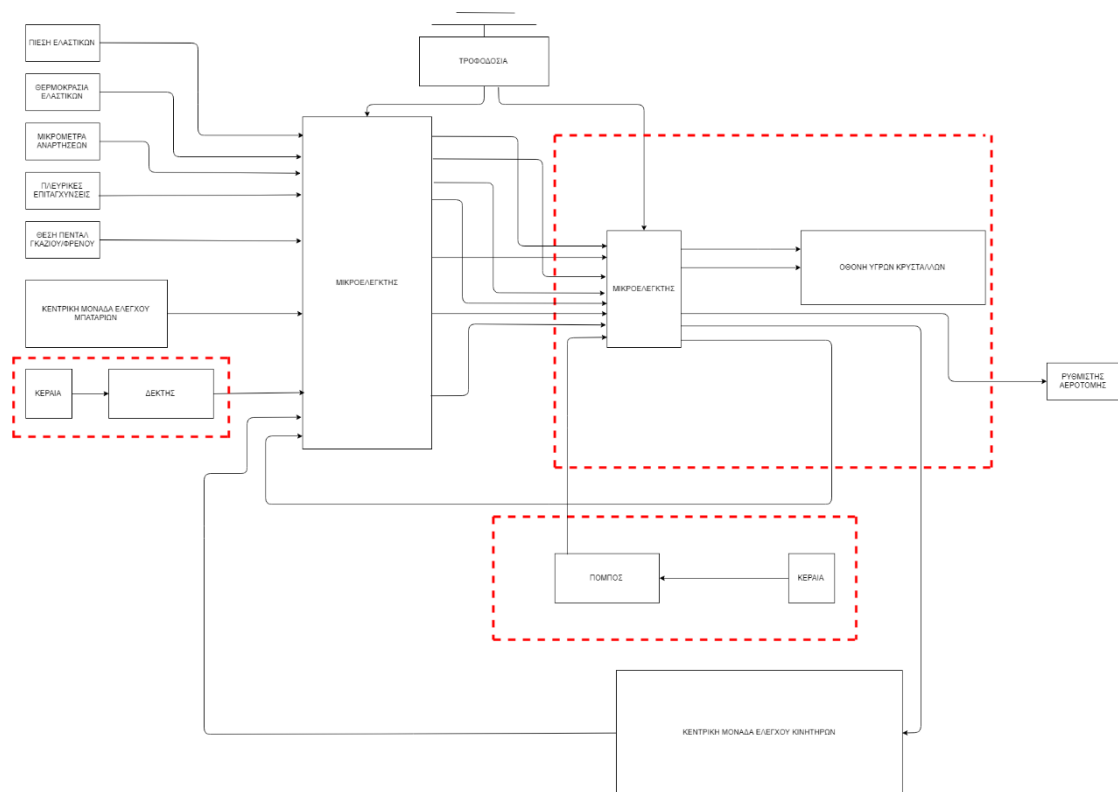 ΠΙΕΣΗ ΕΛΑΣΤΙΚΩΝ
ΤΡΟΦΟΔΟΣΙΑ
ΘΕΡΜΟΚΡΑΣΙΑ
ΕΛΑΣΤΙΚΩΝ
ΜΙΚΡΟΜΕΤΡΑ
ΑΝΑΡΤΗΣΕΩΝ
ΠΛΕΥΡΙΚΕΣ
ΕΠΙΤΑΓΧΥΝΣΕΙΣ
ΘΕΣΗ ΠΕΝΤΑΛ
ΓΚΑΖΙΟΥ/ΦΡΕΝΟΥ
ΚΕΝΤΡΙΚΗ ΜΟΝΑΔΑ ΕΛΕΓΧΟΥ
ΜΠΑΤΑΡΙΩΝ
ΜΙΚΡΟΕΛΕΓΚΤΗΣ
ΜΙΚΡΟΕΛΕΓΚΤΗΣ
ΟΘΟΝΗ ΥΓΡΩΝ ΚΡΥΣΤΑΛΛΩΝ
ΚΕΡΑΙΑ
ΔΕΚΤΗΣ
ΡΥΘΜΙΣΤΗΣ
ΑΕΡΟΤΟΜΗΣ
ΠΟΜΠΟΣ
ΚΕΡΑΙΑ
ΚΕΝΤΡΙΚΗ ΜΟΝΑΔΑ ΕΛΕΓΧΟΥ ΚΙΝΗΤΗΡΩΝ